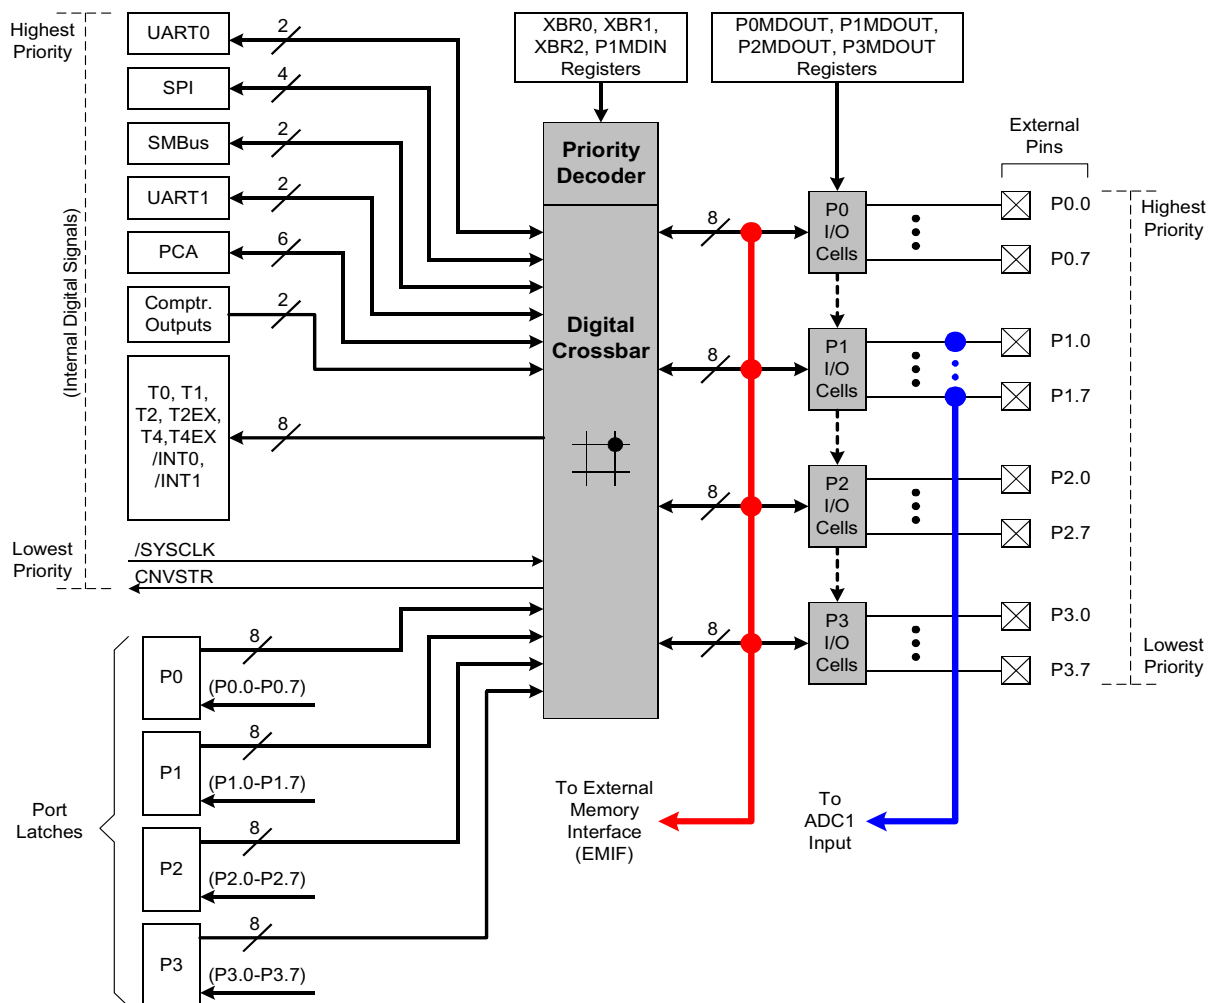 Highest
Priority
UART0
2
SPI
4
SMBus
2
UART1
2
PCA
6
Comptr.
Outputs
2
T0, T1,
T2, T2EX,
T4,T4EX
/INT0,
/INT1
8
(Internal Digital Signals)
Lowest
Priority
/SYSCLK
CNVSTR
XBR0, XBR1,
XBR2, P1MDIN
Registers
P0MDOUT, P1MDOUT,
P2MDOUT, P3MDOUT
Registers
Priority
Decoder
Digital
Crossbar
8
8
8
8
P0
I/O
Cells
P1
I/O
Cells
P2
I/O
Cells
P3
I/O
Cells
External
Pins
P0.0
P0.7
P1.0
P1.7
P2.0
P2.7
P3.0
P3.7
Highest
Priority
Lowest
Priority
Port
Latches
P0
8
(P0.0-P0.7)
P1
8
(P1.0-P1.7)
P2
8
(P2.0-P2.7)
P3
8
(P3.0-P3.7)
To External
Memory
Interface
(EMIF)
To
ADC1
Input